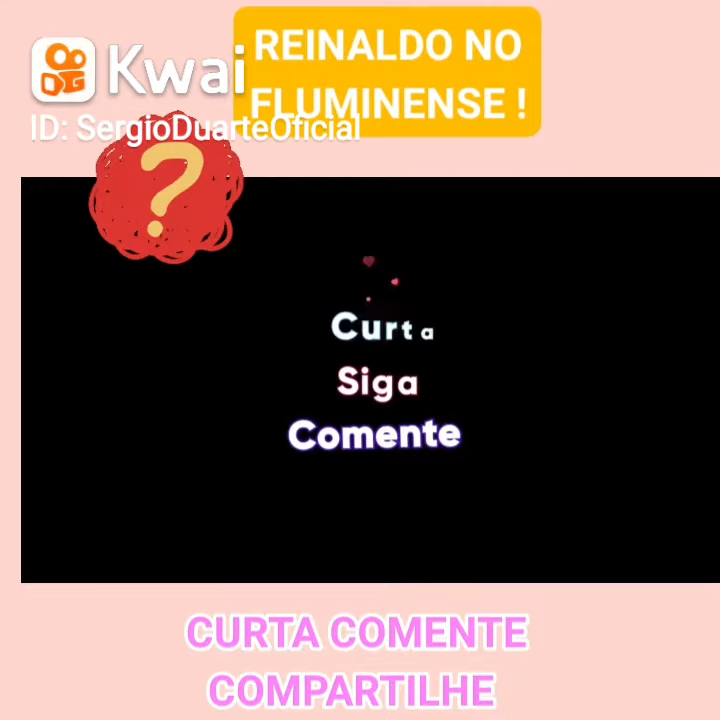 Kwai
REINALDO NO
FLUMINENSE !
ID: SergioDuarteOficial
?
Curta
Siga
Comente
CURTA COMENTE
COMPARTILHE